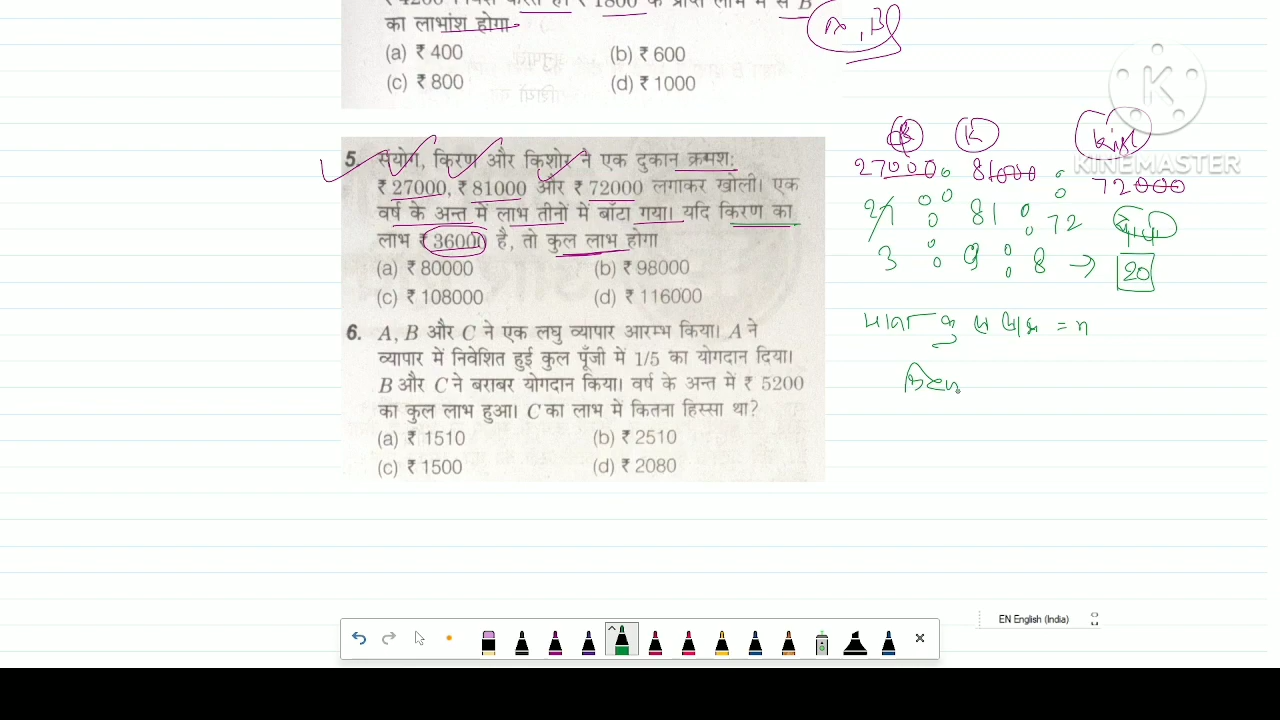 का लाभांश होगा
(a) ₹ 400 (b) ₹ 600
(c) ₹ 800 (d) ₹ 1000
5. संयोग, किरण और किशोर ने एक दुकान क्रमशः
₹ 27000, ₹ 81000 और ₹ 72000 लगाकर खोली। एक
वर्ष के अन्त में लाभ तीनों में बाँटा गया। यदि किरण का
लाभ ₹ 36000 है, तो कुल लाभ होगा
(a) ₹ 80000 (b) ₹ 98000
(c) ₹ 108000 (d) ₹ 116000
6. A, B और C ने एक लघु व्यापार आरम्भ किया। A ने
व्यापार में निवेशित हुई कुल पूँजी में 1/5 का योगदान दिया।
B और C ने बराबर योगदान किया। वर्ष के अन्त में ₹ 5200
का कुल लाभ हुआ। C का लाभ में कितना हिस्सा था?
(a) ₹ 1510 (b) ₹ 2510
(c) ₹ 1500 (d) ₹ 2080
K
KINEMASTER
K
27000 : 81000 : 72000
27 :: 81 :: 72
3 :: 9 :: 8 → 20
= n
EN English (India)